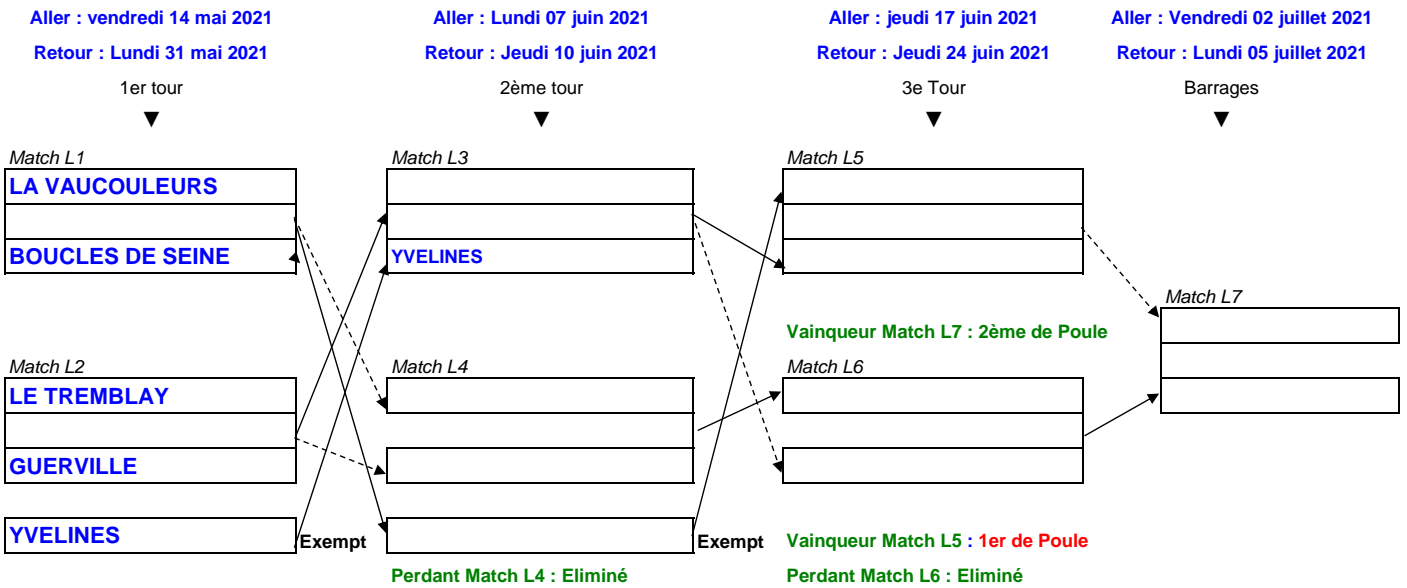 Aller : vendredi 14 mai 2021
Aller : Lundi 07 juin 2021
Aller : jeudi 17 juin 2021
Aller : Vendredi 02 juillet 2021
Retour : Lundi 31 mai 2021
Retour : Jeudi 10 juin 2021
Retour : Jeudi 24 juin 2021
Retour : Lundi 05 juillet 2021
1er tour
2ème tour
3e Tour
Barrages
Match L1
Match L3
Match L5
LA VAUCOULEURS
BOUCLES DE SEINE
YVELINES
Match L7
Vainqueur Match L7 : 2ème de Poule
Match L2
Match L4
Match L6
LE TREMBLAY
GUERVILLE
YVELINES
Exempt
Exempt
Vainqueur Match L5 : 1er de Poule
Perdant Match L4 : Eliminé
Perdant Match L6 : Eliminé